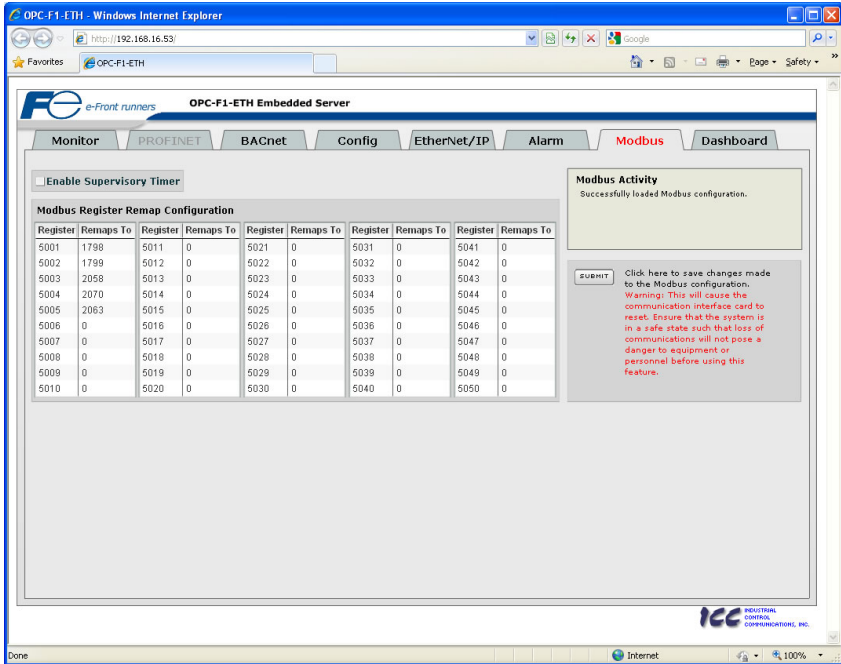 OPC-F1-ETH - Windows Internet Explorer
http://192.168.16.53/
Google
Favorites OPC-F1-ETH Page Safety »
Fe e-Front runners OPC-F1-ETH Embedded Server
Monitor PROFINET BACnet Config EtherNet/IP Alarm Modbus Dashboard
Enable Supervisory Timer
Modbus Register Remap Configuration
Register Remaps To Register Remaps To Register Remaps To Register Remaps To Register Remaps To
5001 1798 5011 0 5021 0 5031 0 5041 0
5002 1799 5012 0 5022 0 5032 0 5042 0
5003 2058 5013 0 5023 0 5033 0 5043 0
5004 2070 5014 0 5024 0 5034 0 5044 0
5005 2063 5015 0 5025 0 5035 0 5045 0
5006 0 5016 0 5026 0 5036 0 5046 0
5007 0 5017 0 5027 0 5037 0 5047 0
5008 0 5018 0 5028 0 5038 0 5048 0
5009 0 5019 0 5029 0 5039 0 5049 0
5010 0 5020 0 5030 0 5040 0 5050 0
Modbus Activity
Successfully loaded Modbus configuration.
SUBMIT
Click here to save changes made
to the Modbus configuration.
Warning: This will cause the
communication interface card to
reset. Ensure that the system is
in a safe state such that loss of
communications will not pose a
danger to equipment or
personnel before using this
feature.
ICC INDUSTRIAL
CONTROL
COMMUNICATIONS, INC.
Done Internet 100%